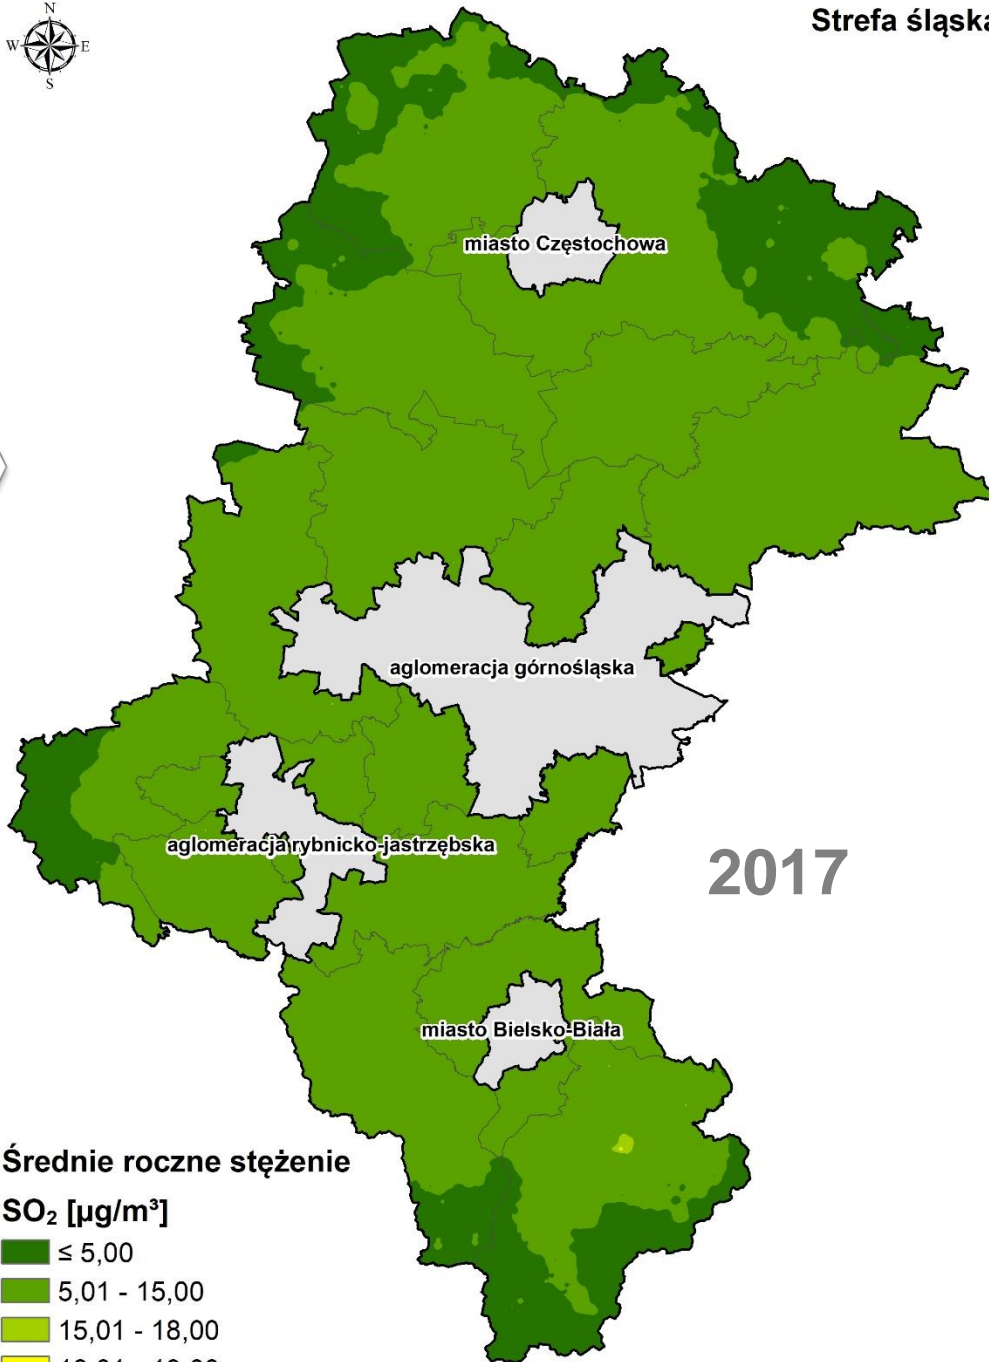 N
W E
S
Strefa śląska
miasto Częstochowa
aglomeracja górnośląska
aglomeracja rybnicko-jastrzębska
2017
miasto Bielsko-Biała
Średnie roczne stężenie
SO₂ [µg/m³]
≤ 5,00
5,01 - 15,00
15,01 - 18,00